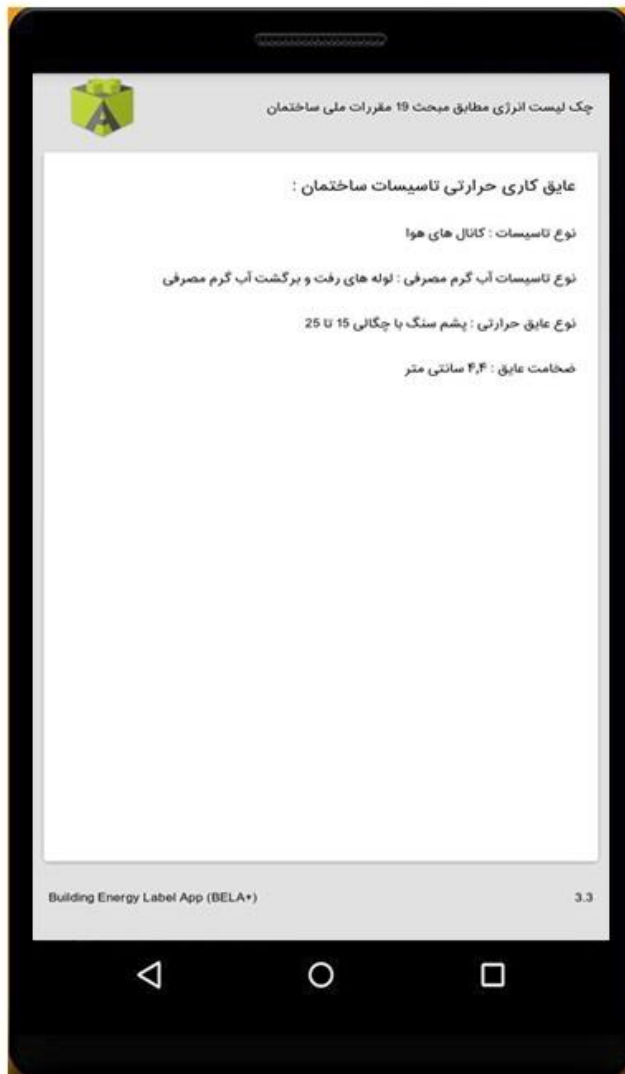 چک لیست انرژی مطابق مبحث 19 مقررات ملی ساختمان
عایق کاری حرارتی تاسیسات ساختمان :
نوع تاسیسات : کانال های هوا
نوع تاسیسات آب گرم مصرفی : لوله های رفت و برگشت آب گرم مصرفی
نوع عایق حرارتی : پشم سنگ با چگالی 15 تا 25
ضخامت عایق : ۴,۴ سانتی متر
Building Energy Label App (BELA+) 3.3